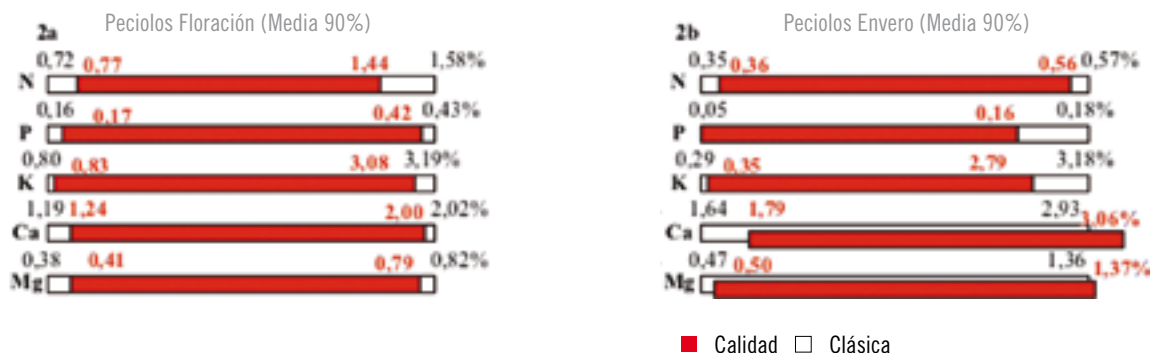 Peciolos Floración (Media 90%)
2a
0,72 0,77 1,44 1,58%
N
0,16 0,17 0,42 0,43%
P
0,80 0,83 3,08 3,19%
K
1,19 1,24 2,00 2,02%
Ca
0,38 0,41 0,79 0,82%
Mg
Peciolos Envero (Media 90%)
2b
0,35 0,36 0,56 0,57%
N
0,05 0,16 0,18%
P
0,29 0,35 2,79 3,18%
K
1,64 1,79 2,93 3,06%
Ca
0,47 0,50 1,36 1,37%
Mg
Calidad Clásica